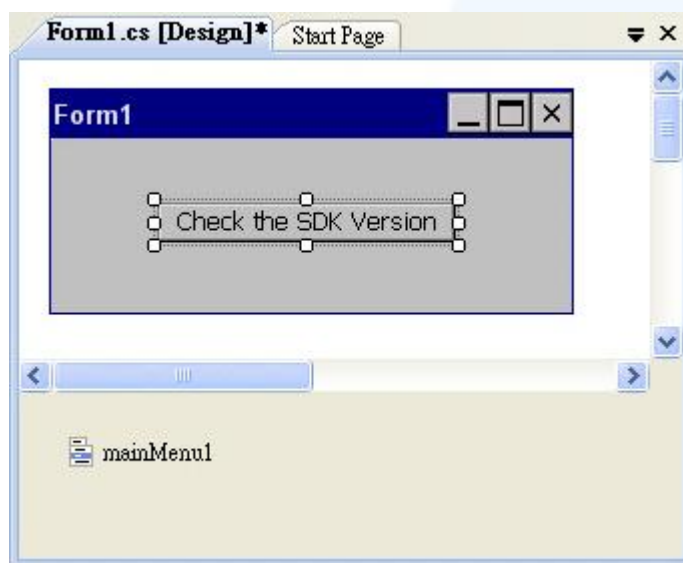 Form1.cs [Design]* Start Page
Form1
Check the SDK Version
mainMenu1